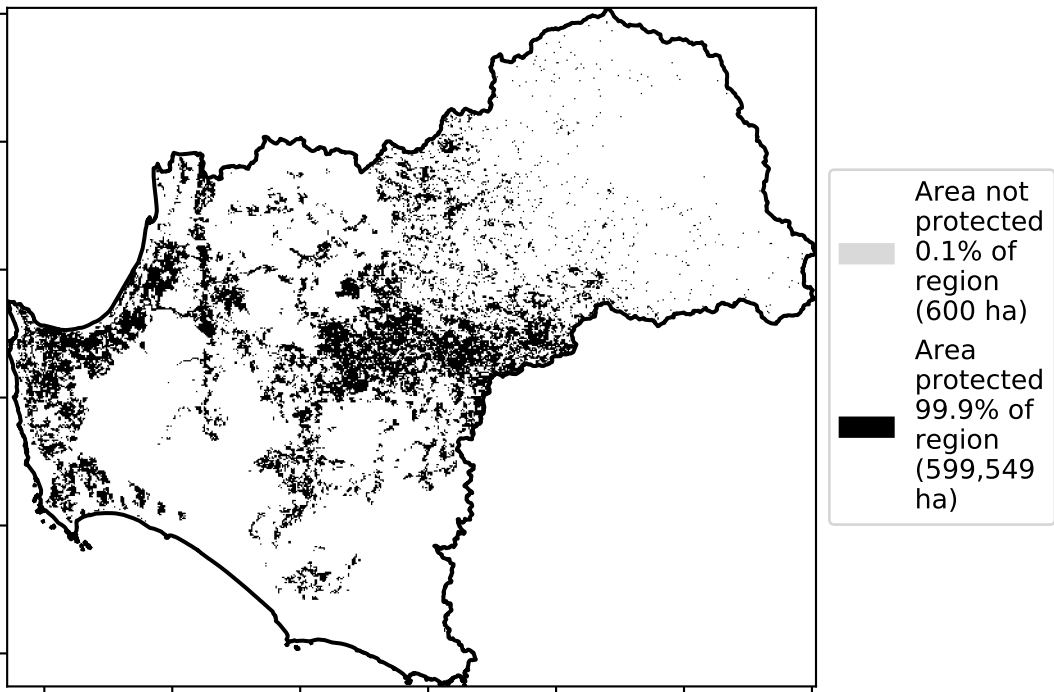 Area not
protected
0.1% of
region
(600 ha)
Area
protected
99.9% of
region
(599,549
ha)